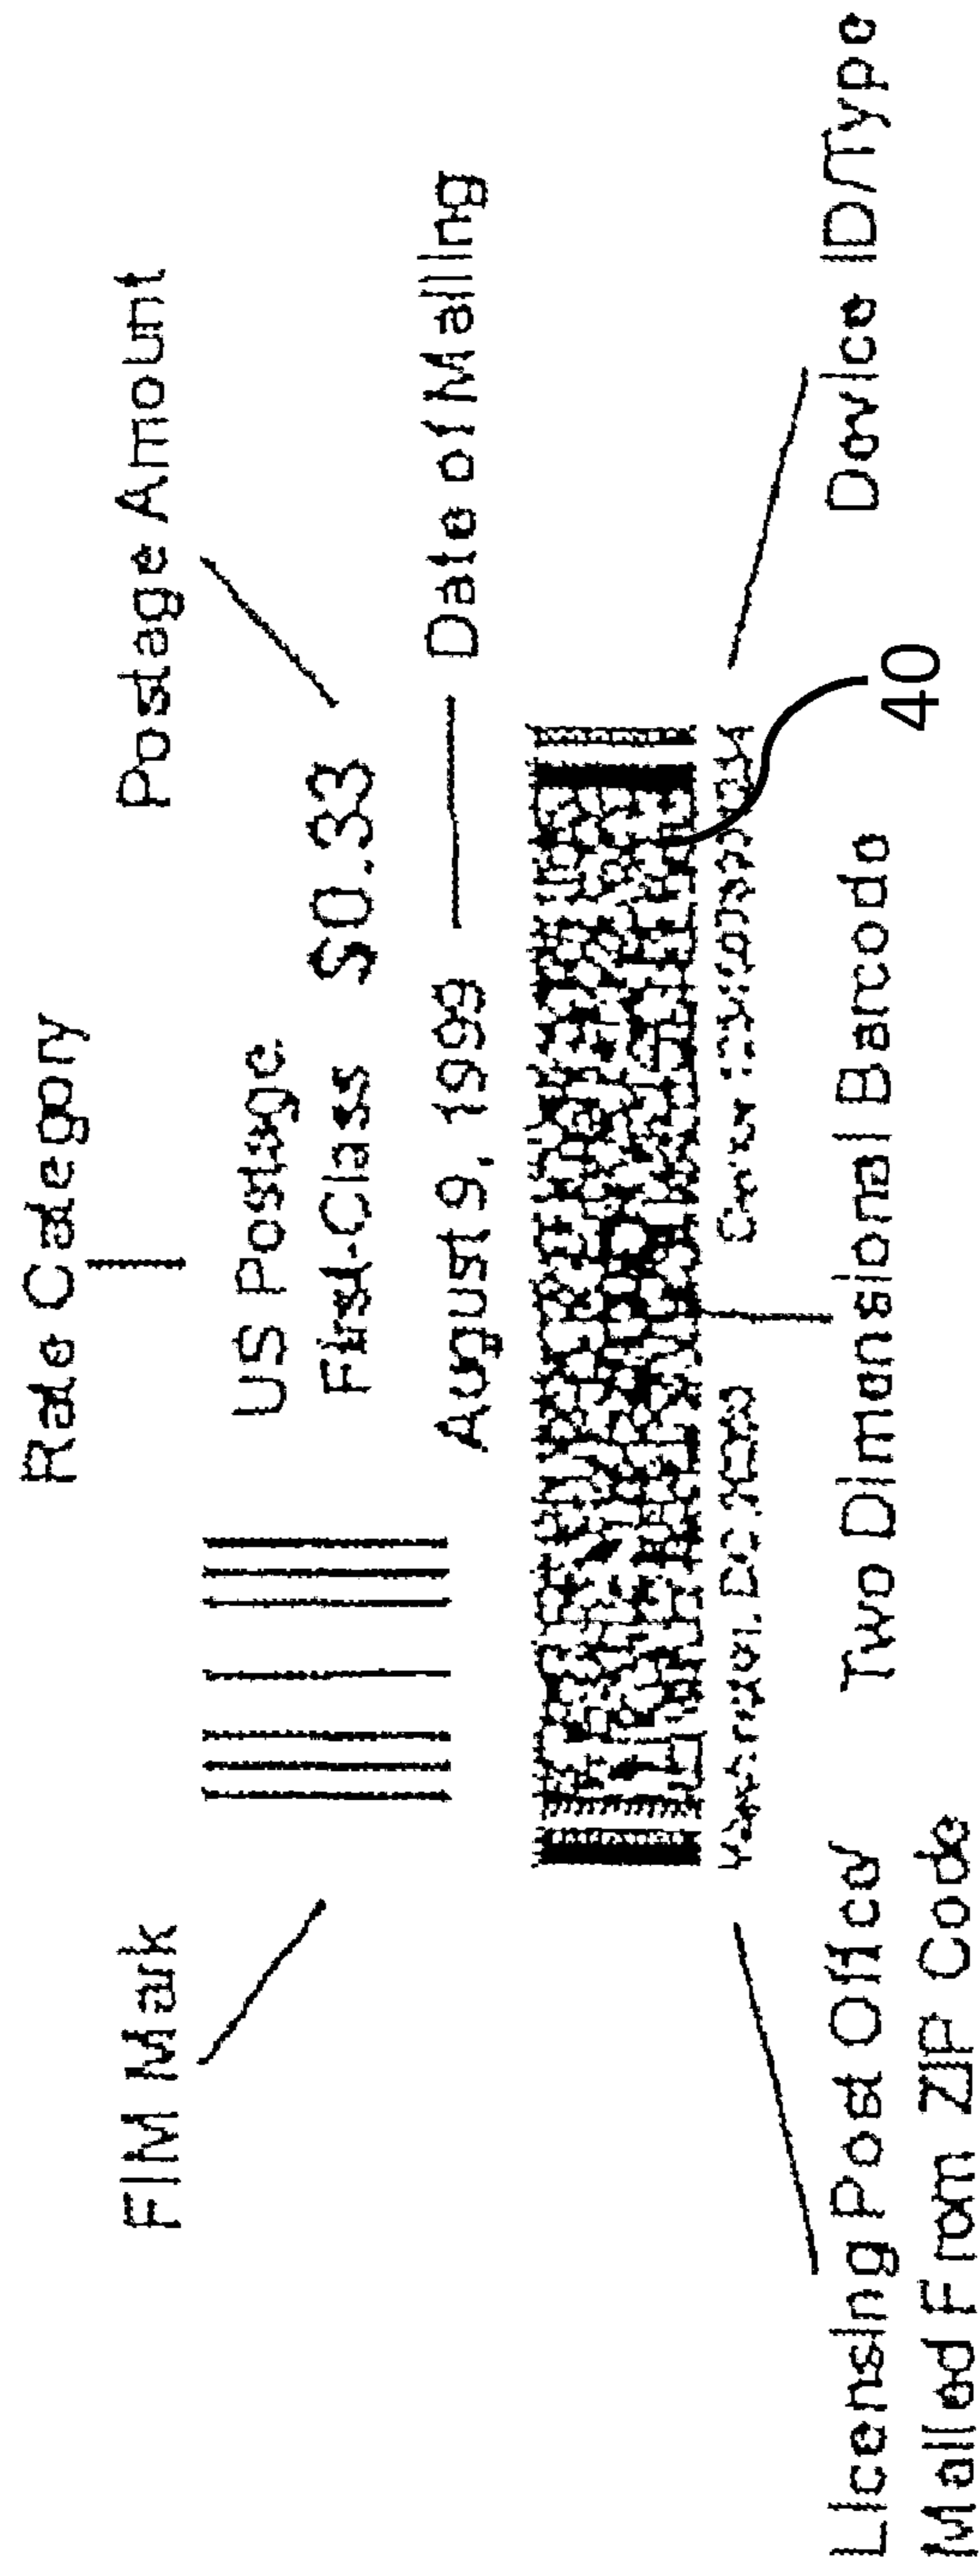 Rate Category
FIM Mark
Postage Amount
US Postage
First-Class $0.33
August 9, 1999
Date of Mailing
DC
Licensing Post Office/
Mailed From ZIP Code
Two Dimensional Barcode
Device ID/Type
40